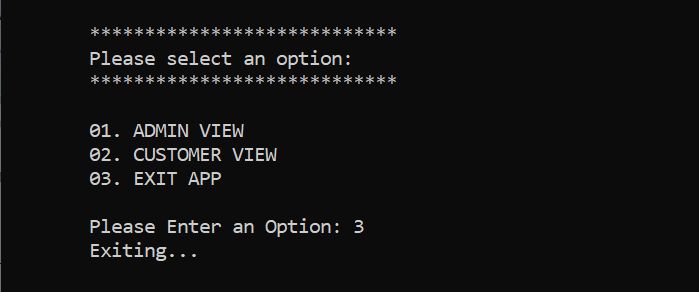 ****************************
Please select an option:
****************************
01. ADMIN VIEW
02. CUSTOMER VIEW
03. EXIT APP
Please Enter an Option: 3
Exiting...